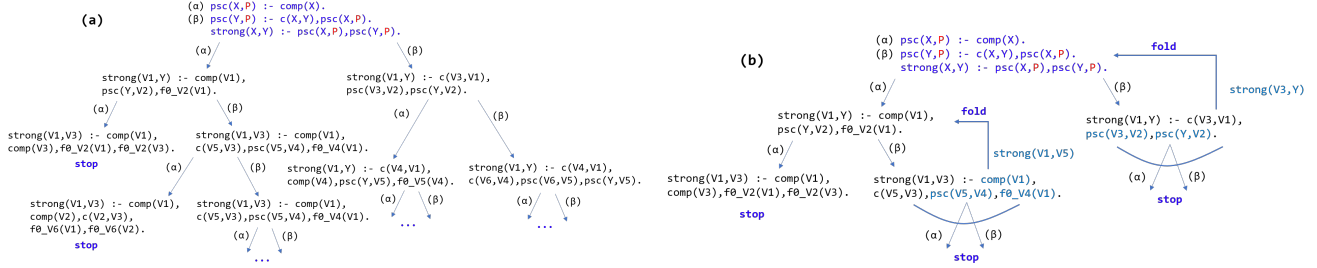 (a)
(α) psc(X,P) :- comp(X).
(β) psc(Y,P) :- c(X,Y),psc(X,P).
strong(X,Y) :- psc(X,P),psc(Y,P).
(α)
(β)
strong(V1,Y) :- comp(V1),
psc(Y,V2),f0_V2(V1).
strong(V1,Y) :- c(V3,V1),
psc(V3,V2),psc(Y,V2).
(α)
(β)
(α)
(β)
strong(V1,V3) :- comp(V1),
comp(V3),f0_V2(V1),f0_V2(V3).
stop
strong(V1,V3) :- comp(V1),
c(V5,V3),psc(V5,V4),f0_V4(V1).
strong(V1,Y) :- c(V4,V1),
comp(V4),psc(Y,V5),f0_V5(V4).
strong(V1,Y) :- c(V4,V1),
c(V6,V4),psc(V6,V5),psc(Y,V5).
(α)
(β)
(α)
(β)
(α)
(β)
...
...
strong(V1,V3) :- comp(V1),
comp(V2),c(V2,V3),
f0_V6(V1),f0_V6(V2).
stop
strong(V1,V3) :- comp(V1),
c(V5,V3),psc(V5,V4),f0_V4(V1).
(α)
(β)
...
(b)
(α) psc(X,P) :- comp(X).
(β) psc(Y,P) :- c(X,Y),psc(X,P).
strong(X,Y) :- psc(X,P),psc(Y,P).
fold
strong(V3,Y)
(α)
(β)
strong(V1,Y) :- comp(V1),
psc(Y,V2),f0_V2(V1).
fold
strong(V1,V5)
strong(V1,Y) :- c(V3,V1),
psc(V3,V2),psc(Y,V2).
(α)
(β)
(α)
(β)
stop
strong(V1,V3) :- comp(V1),
comp(V3),f0_V2(V1),f0_V2(V3).
stop
strong(V1,V3) :- comp(V1),
c(V5,V3),psc(V5,V4),f0_V4(V1).
(α)
(β)
stop